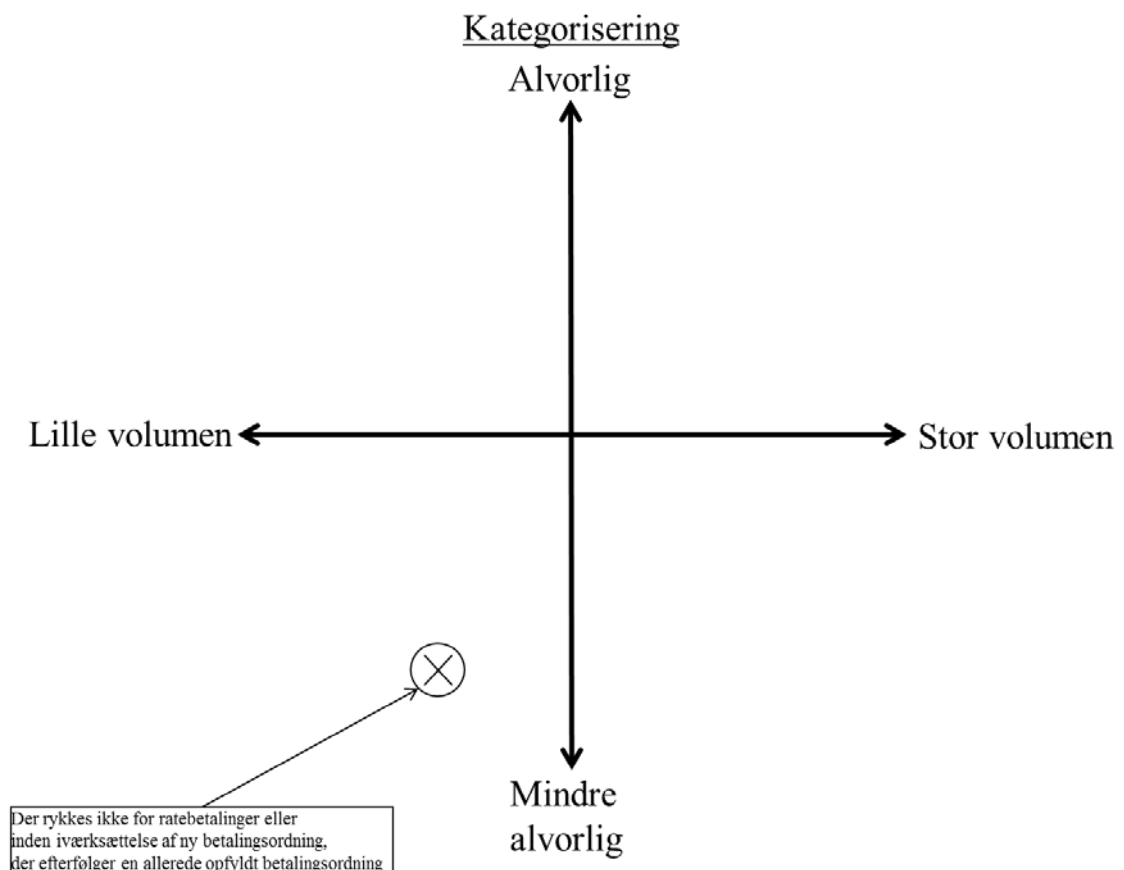 Kategorisering
Alvorlig
Lille volumen
Stor volumen
Mindre
alvorlig
Der rykkes ikke for ratebetalinger eller
inden iværksættelse af ny betalingsordning,
der efterfølger en allerede opfyldt betalingsordning